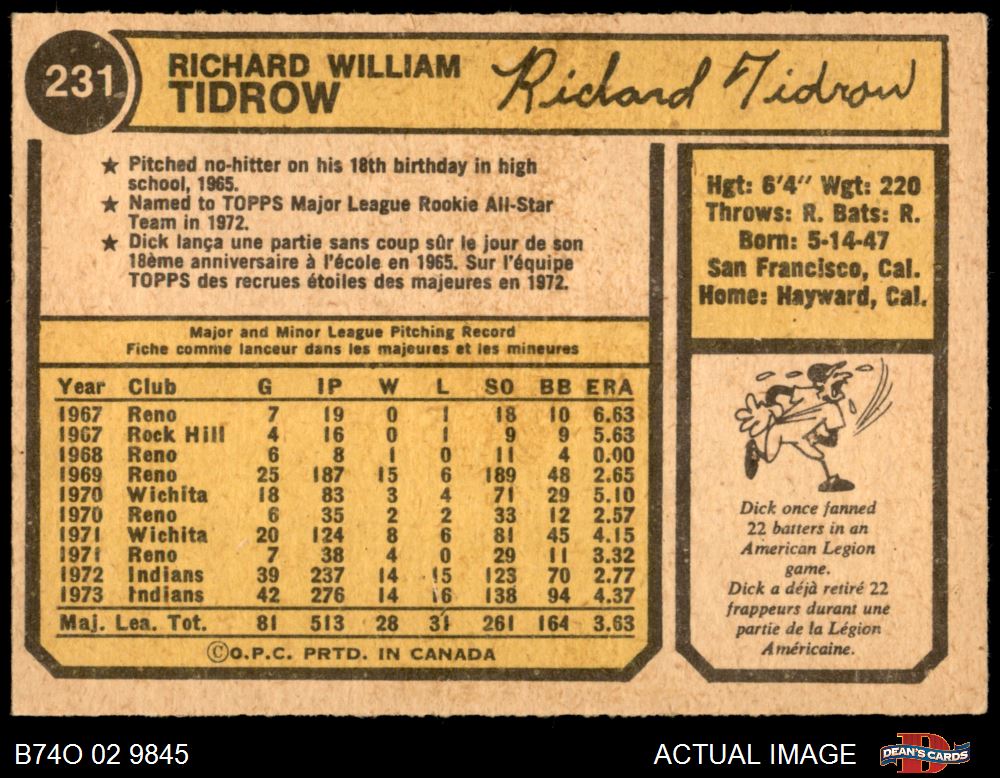 231
RICHARD WILLIAM
TIDROW
Richard Tidrow
★ Pitched no-hitter on his 18th birthday in high
school, 1965.
★ Named to TOPPS Major League Rookie All-Star
Team in 1972.
★ Dick lança une partie sans coup sûr le jour de son
18ème anniversaire à l'école en 1965. Sur l'équipe
TOPPS des recrues étoiles des majeures en 1972.
Hgt: 6'4" Wgt: 220
Throws: R. Bats: R.
Born: 5-14-47
San Francisco, Cal.
Home: Hayward, Cal.
Major and Minor League Pitching Record
Fiche comme lanceur dans les majeures et les mineures
Year Club G IP W L SO BB ERA
1967 Reno 7 19 0 1 18 10 6.63
1967 Rock Hill 4 16 0 1 9 9 5.63
1968 Reno 6 8 1 0 11 4 0.00
1969 Reno 25 187 15 6 189 48 2.65
1970 Wichita 18 83 3 4 71 29 5.10
1970 Reno 6 35 2 2 33 12 2.57
1971 Wichita 20 124 8 6 81 45 4.15
1971 Reno 7 38 4 0 29 11 3.32
1972 Indians 39 237 14 15 123 70 2.77
1973 Indians 42 276 14 16 138 94 4.37
Maj. Lea. Tot. 81 513 28 31 261 164 3.63
©O.P.C. PRTD. IN CANADA
Dick once fanned
22 batters in an
American Legion
game.
Dick a déjà retiré 22
frappeurs durant une
partie de la Légion
Américaine.
B74O 02 9845
ACTUAL IMAGE
DEAN'S CARDS